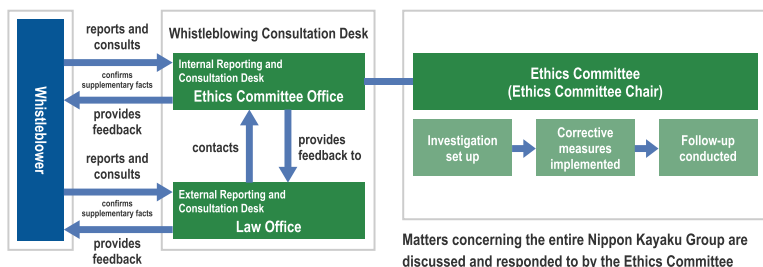 Whistleblower
reports and
consults
confirms
supplementary facts
provides
feedback
reports and
consults
confirms
supplementary facts
provides
feedback
Whistleblowing Consultation Desk
Internal Reporting and
Consultation Desk
Ethics Committee Office
contacts
provides
feedback to
External Reporting and
Consultation Desk
Law Office
Ethics Committee
(Ethics Committee Chair)
Investigation
set up
Corrective
measures
implemented
Follow-up
conducted
Matters concerning the entire Nippon Kayaku Group are
discussed and responded to by the Ethics Committee